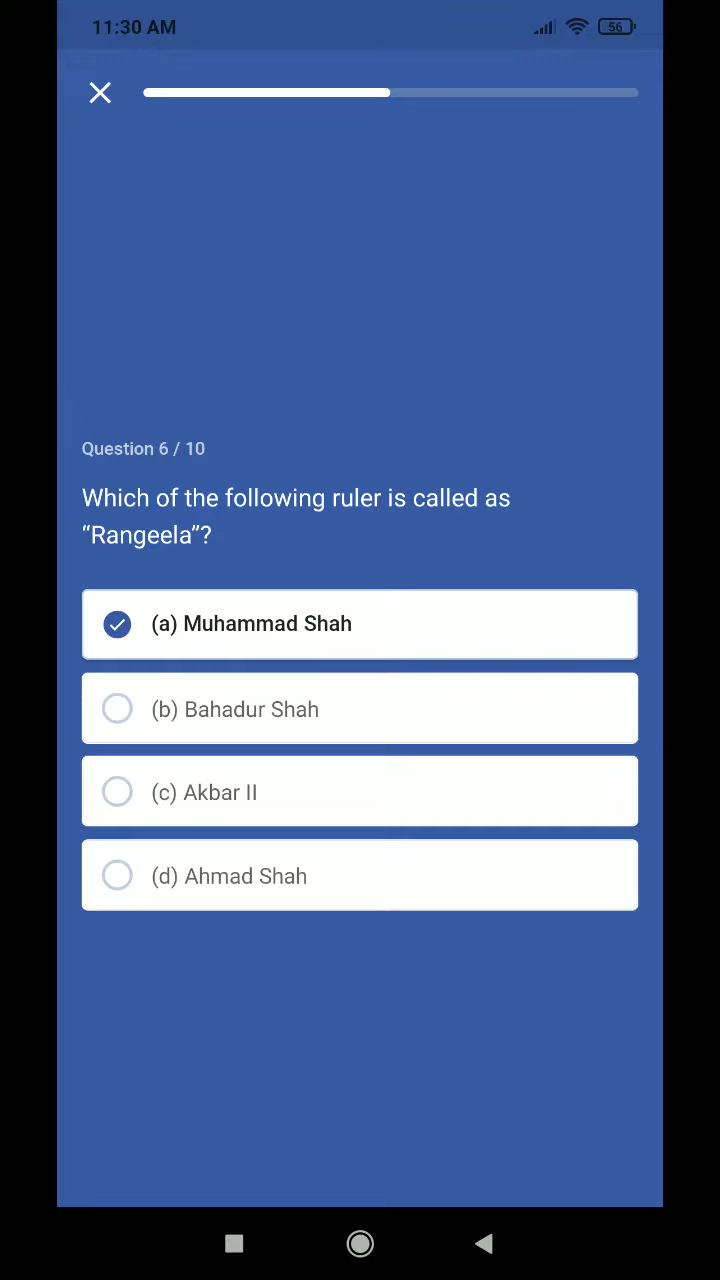 11:30 AM
56
Question 6 / 10
Which of the following ruler is called as
“Rangeela”?
(a) Muhammad Shah
(b) Bahadur Shah
(c) Akbar II
(d) Ahmad Shah